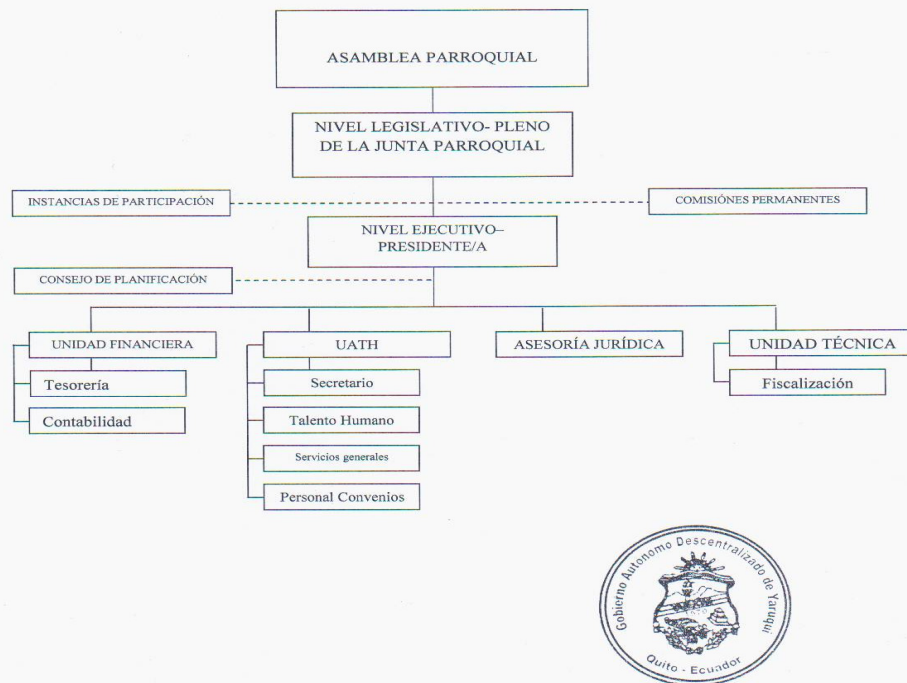 ASAMBLEA PARROQUIAL
NIVEL LEGISLATIVO- PLENO
DE LA JUNTA PARROQUIAL
INSTANCIAS DE PARTICIPACIÓN
COMISIÓNES PERMANENTES
NIVEL EJECUTIVO–
PRESIDENTE/A
CONSEJO DE PLANIFICACIÓN
UNIDAD FINANCIERA
UATH
ASESORÍA JURÍDICA
UNIDAD TÉCNICA
Tesorería
Secretario
Fiscalización
Contabilidad
Talento Humano
Servicios generales
Personal Convenios
Gobierno Autonomo Descentralizado de Yaruqui
Quito - Ecuador